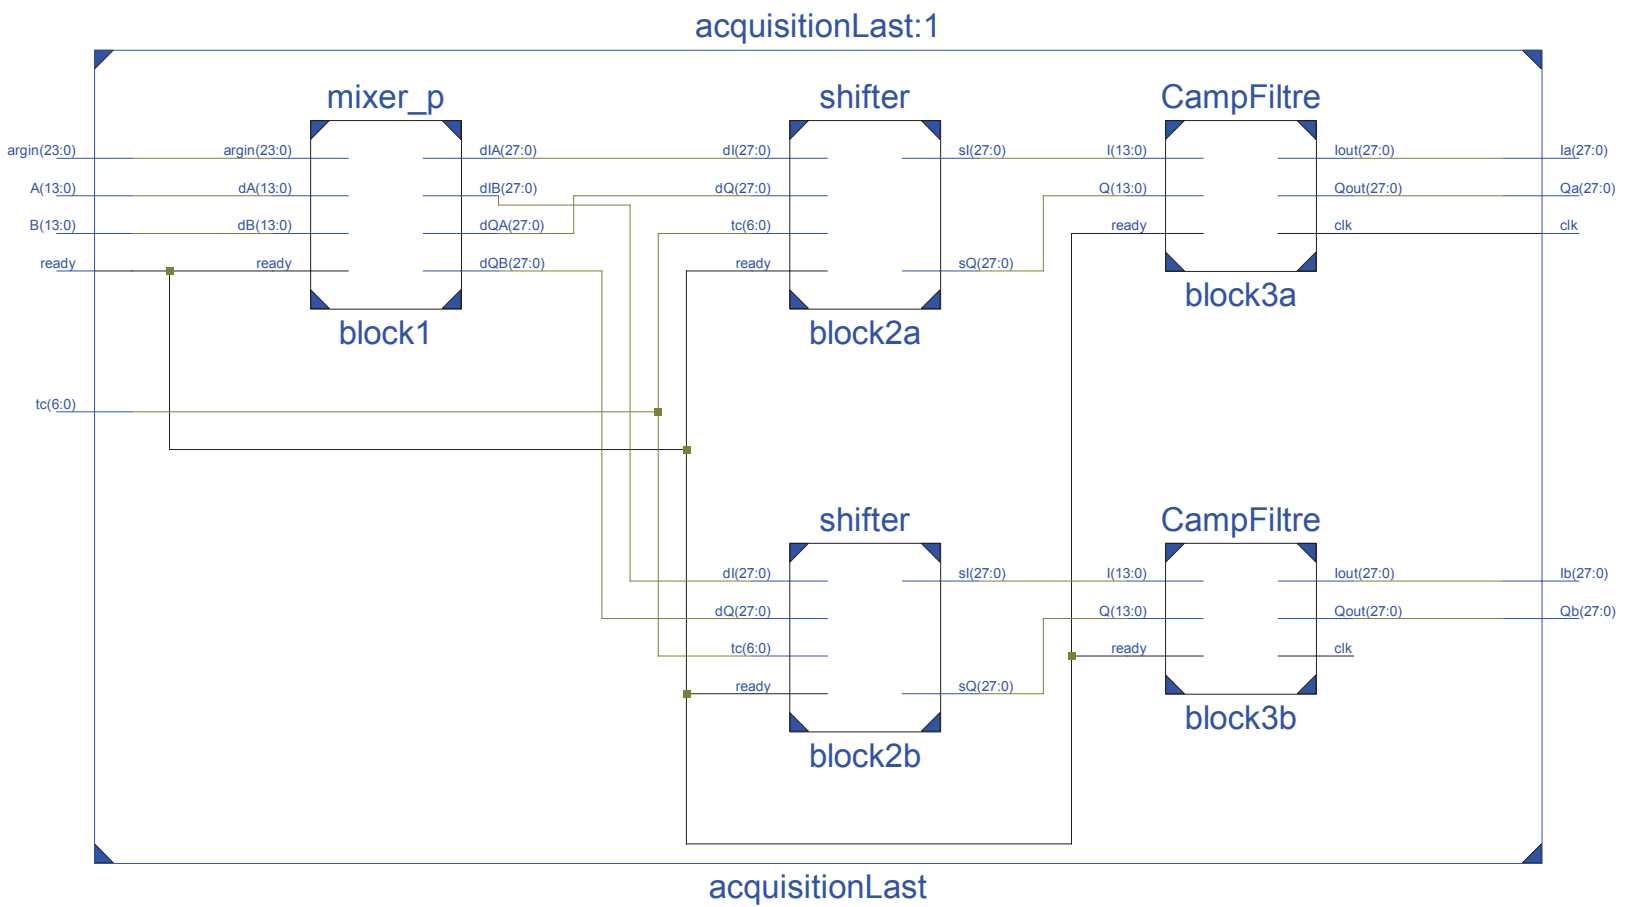 acquisitionLast:1
mixer_p
shifter
CampFiltre
argin(23:0)
argin(23:0)
dIA(27:0)
dI(27:0)
sI(27:0)
I(13:0)
Iout(27:0)
Ia(27:0)
A(13:0)
dA(13:0)
dIB(27:0)
dQ(27:0)
Q(13:0)
Qout(27:0)
Qa(27:0)
B(13:0)
dB(13:0)
dQA(27:0)
tc(6:0)
ready
clk
clk
ready
ready
dQB(27:0)
ready
sQ(27:0)
block3a
block1
block2a
tc(6:0)
shifter
CampFiltre
dI(27:0)
sI(27:0)
I(13:0)
Iout(27:0)
Ib(27:0)
dQ(27:0)
Q(13:0)
Qout(27:0)
Qb(27:0)
tc(6:0)
ready
clk
ready
sQ(27:0)
block3b
block2b
acquisitionLast